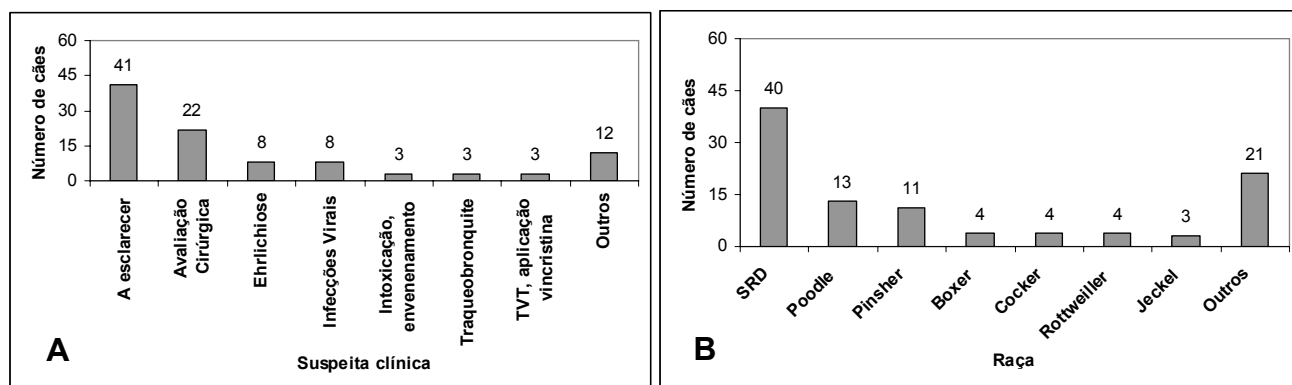 60
45
30
15
0
Número de cães
41
22
8
8
3
3
3
12
A esclarecer
Avaliação
Cirúrgica
Ehrlichiose
Infecções Virais
Intoxicação,
envenenamento
Traqueobronquite
TVT, aplicação
vincristina
Outros
A
Suspeita clínica
60
45
30
15
0
Número de cães
40
13
11
4
4
4
3
21
SRD
Poodle
Pinsher
Boxer
Cocker
Rottweiller
Jeckel
Outros
B
Raça